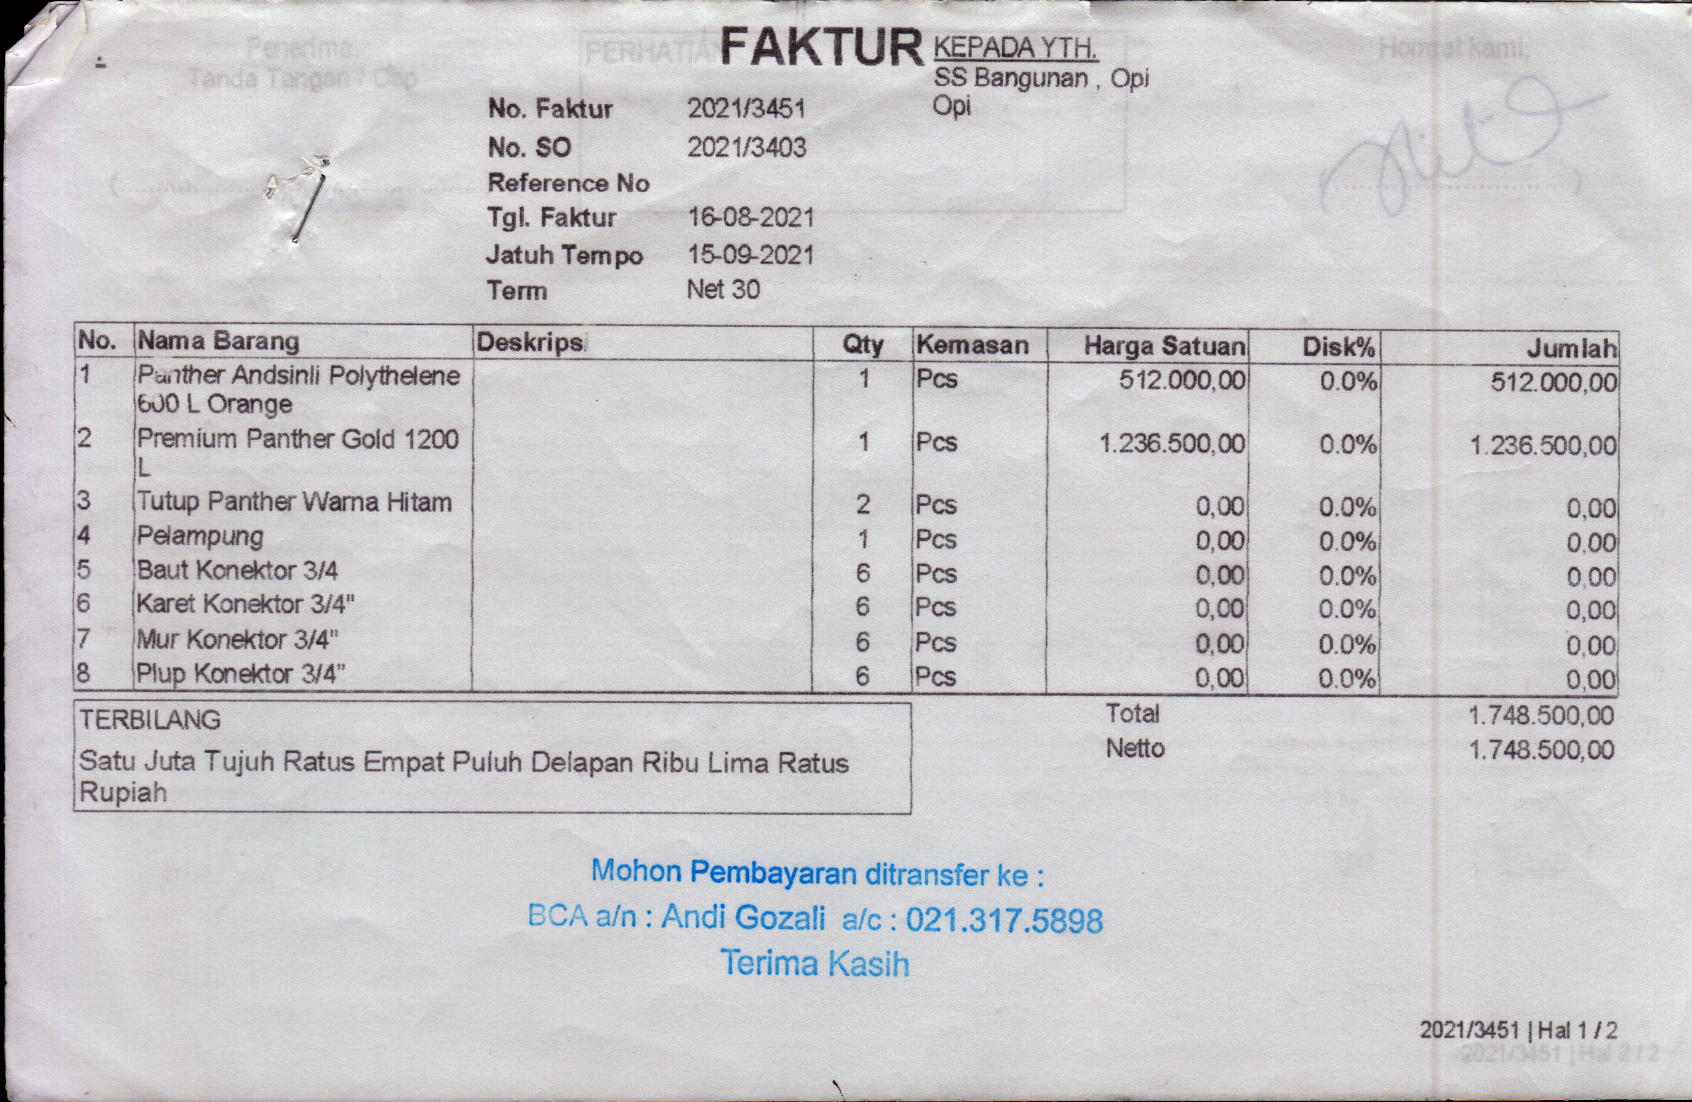 FAKTUR
KEPADA YTH.
SS Bangunan , Opi
Opi
No. Faktur 2021/3451
No. SO 2021/3403
Reference No
Tgl. Faktur 16-08-2021
Jatuh Tempo 15-09-2021
Term Net 30
No. Nama Barang Deskripsi Qty Kemasan Harga Satuan Disk% Jumlah
1 Panther Andsinli Polythelene 1 Pcs 512.000,00 0.0% 512.000,00
600 L Orange
2 Premium Panther Gold 1200 1 Pcs 1.236.500,00 0.0% 1.236.500,00
L
3 Tutup Panther Warna Hitam 2 Pcs 0,00 0.0% 0,00
4 Pelampung 1 Pcs 0,00 0.0% 0,00
5 Baut Konektor 3/4 6 Pcs 0,00 0.0% 0,00
6 Karet Konektor 3/4" 6 Pcs 0,00 0.0% 0,00
7 Mur Konektor 3/4" 6 Pcs 0,00 0.0% 0,00
8 Plup Konektor 3/4" 6 Pcs 0,00 0.0% 0,00
TERBILANG
Satu Juta Tujuh Ratus Empat Puluh Delapan Ribu Lima Ratus
Rupiah
Total 1.748.500,00
Netto 1.748.500,00
Mohon Pembayaran ditransfer ke :
BCA a/n : Andi Gozali a/c : 021.317.5898
Terima Kasih
2021/3451 | Hal 1 / 2
2021/3451 | Hal 2 / 2
Penerima,
Tanda Tangan / Cap
PERHATIAN
Hormat kami,